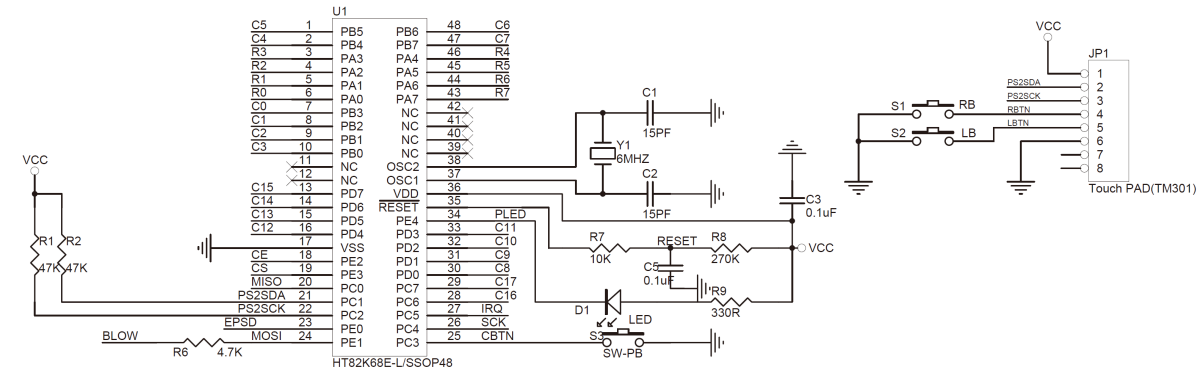 U1
C5 1 PB5 PB6 48 C6
C4 2 PB4 PB7 47 C7
R3 3 PA3 PA4 46 R4
R2 4 PA2 PA5 45 R5
R1 5 PA1 PA6 44 R6
R0 6 PA0 PA7 43 R7
C0 7 PB3 NC 42
C1 8 PB2 NC 41
C2 9 PB1 NC 40
C3 10 PB0 NC 39
11 NC OSC2 38
12 NC OSC1 37
C15 13 PD7 VDD 36
C14 14 PD6 RESET 35
C13 15 PD5 PE4 34 PLED
C12 16 PD4 PD3 33 C11
17 VSS PD2 32 C10
CE 18 PE2 PD1 31 C9
CS 19 PE3 PD0 30 C8
MISO 20 PC0 PC7 29 C17
PS2SDA 21 PC1 PC6 28 C16
PS2SCK 22 PC2 PC5 27 IRQ
EPSD 23 PE0 PC4 26 SCK
BLOW MOSI 24 PE1 PC3 25 CBTN
R6 4.7K
HT82K68E-L/SSOP48
VCC
R1 R2
47K 47K
C1
15PF
Y1
6MHZ
C2
15PF
C3
0.1uF
R7 RESET R8
10K 270K
VCC
C5
0.1uF
R9
330R
D1
LED
S3
SW-PB
VCC
JP1
1
PS2SDA 2
PS2SCK 3
S1 RB RBTN 4
S2 LB LBTN 5
6
7
8
Touch PAD(TM301)